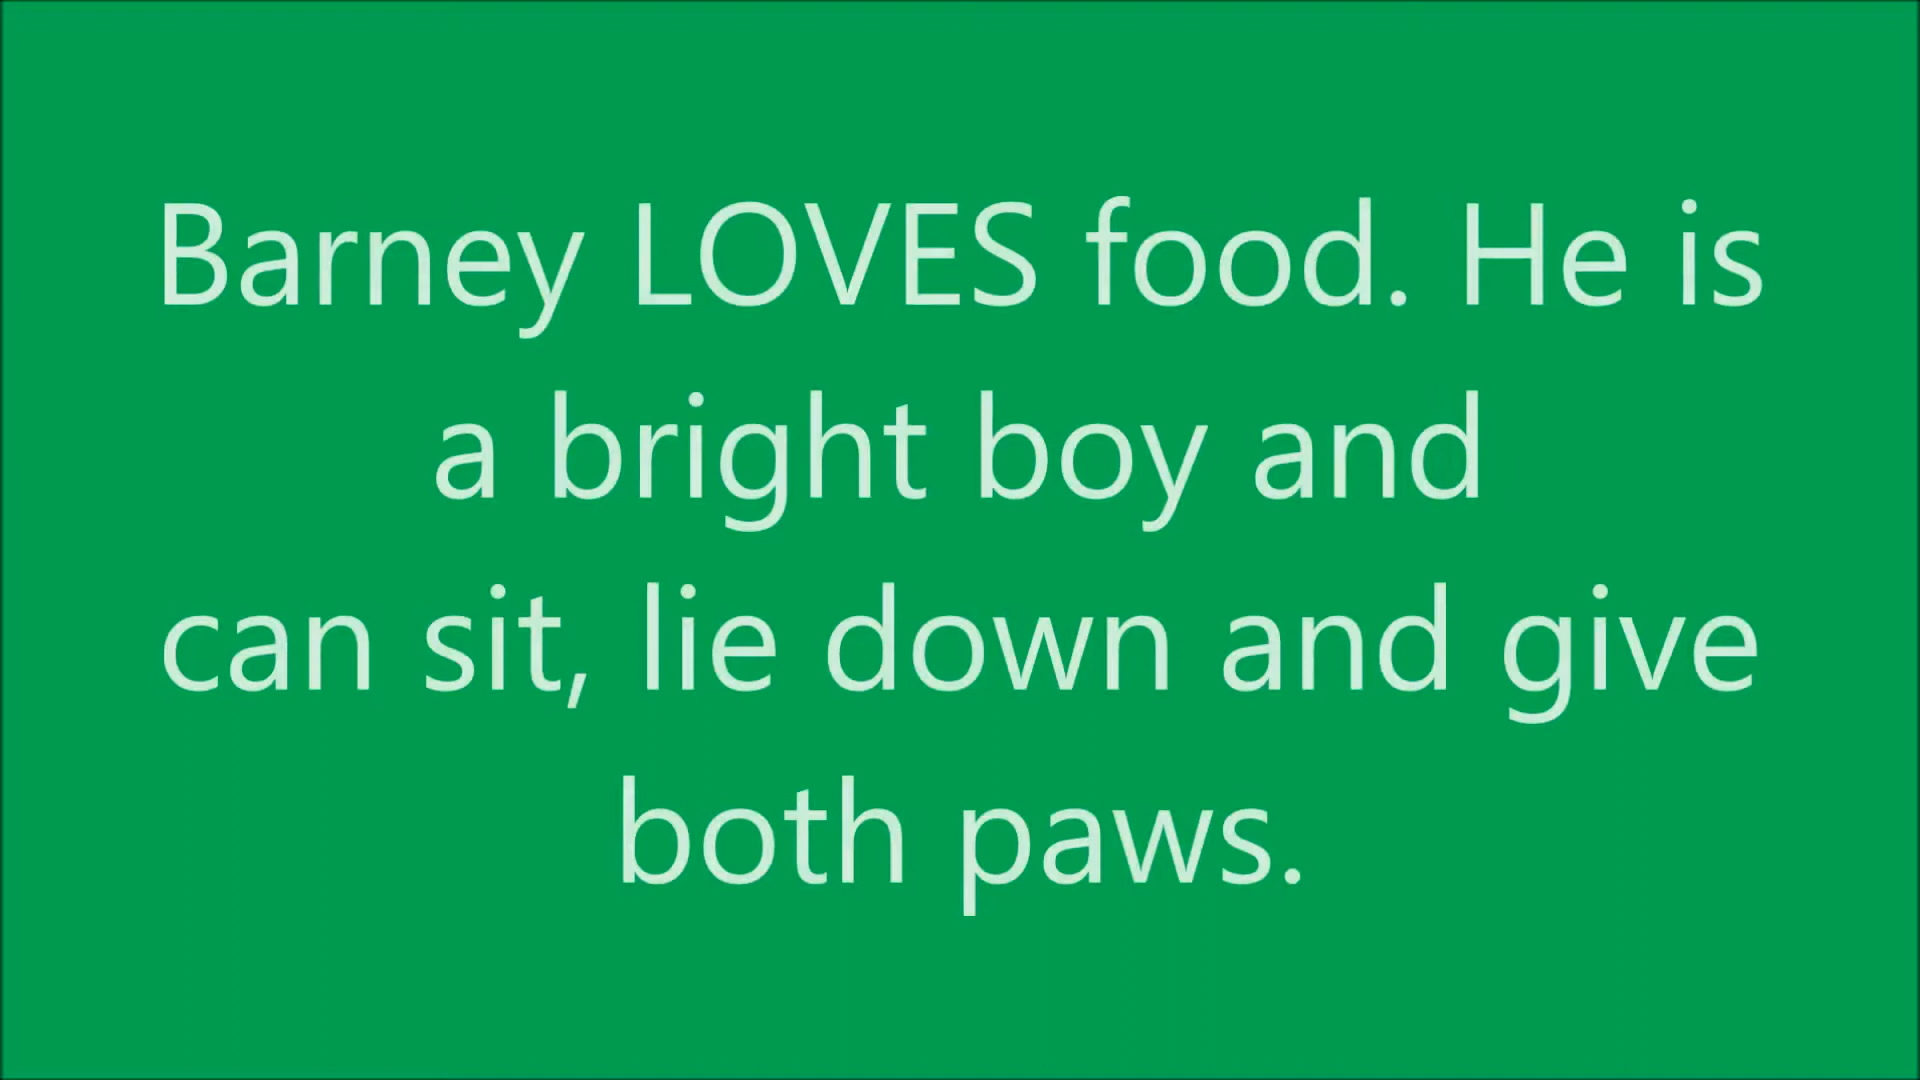 Barney LOVES food. He is
a bright boy and
can sit, lie down and give
both paws.